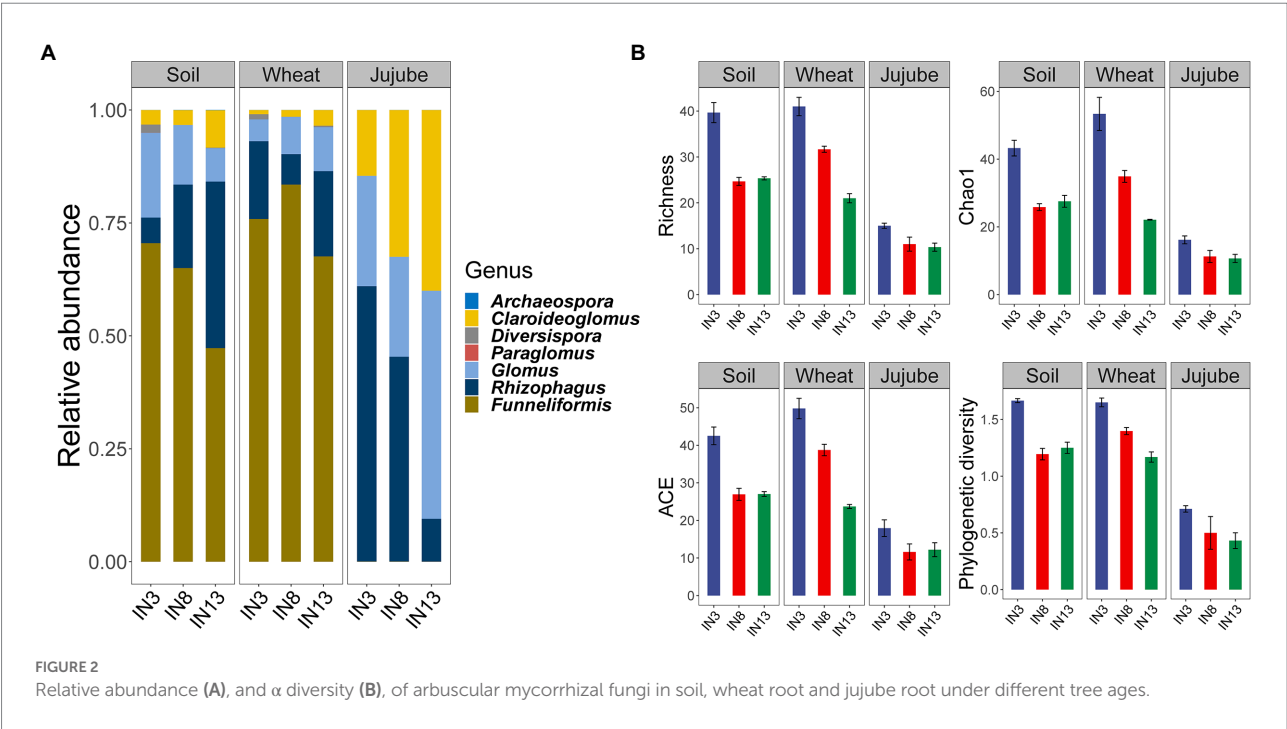 A
Soil Wheat Jujube
Relative abundance
1.00
0.75
0.50
0.25
0.00
IN3 IN8 IN13 IN3 IN8 IN13 IN3 IN8 IN13
Genus
Archaeospora
Claroideoglomus
Diversispora
Paraglomus
Glomus
Rhizophagus
Funneliformis
B
Soil Wheat Jujube
Richness
40
30
20
10
0
IN3 IN8 IN13 IN3 IN8 IN13 IN3 IN8 IN13
Soil Wheat Jujube
Chao1
60
40
20
0
IN3 IN8 IN13 IN3 IN8 IN13 IN3 IN8 IN13
Soil Wheat Jujube
ACE
50
40
30
20
10
0
IN3 IN8 IN13 IN3 IN8 IN13 IN3 IN8 IN13
Soil Wheat Jujube
Phylogenetic diversity
1.5
1.0
0.5
0.0
IN3 IN8 IN13 IN3 IN8 IN13 IN3 IN8 IN13
FIGURE 2
Relative abundance (A), and α diversity (B), of arbuscular mycorrhizal fungi in soil, wheat root and jujube root under different tree ages.